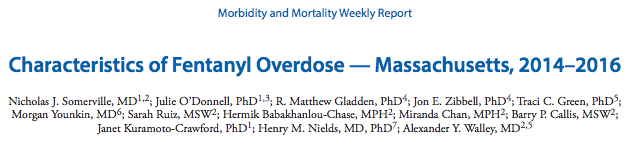 Morbidity and Mortality Weekly Report
Characteristics of Fentanyl Overdose — Massachusetts, 2014–2016
Nicholas J. Somerville, MD1,2; Julie O’Donnell, PhD1,3; R. Matthew Gladden, PhD4; Jon E. Zibbell, PhD4; Traci C. Green, PhD5;
Morgan Younkin, MD6; Sarah Ruiz, MSW2; Hermik Babakhanlou-Chase, MPH2; Miranda Chan, MPH2; Barry P. Callis, MSW2;
Janet Kuramoto-Crawford, PhD1; Henry M. Nields, MD, PhD7; Alexander Y. Walley, MD2,5